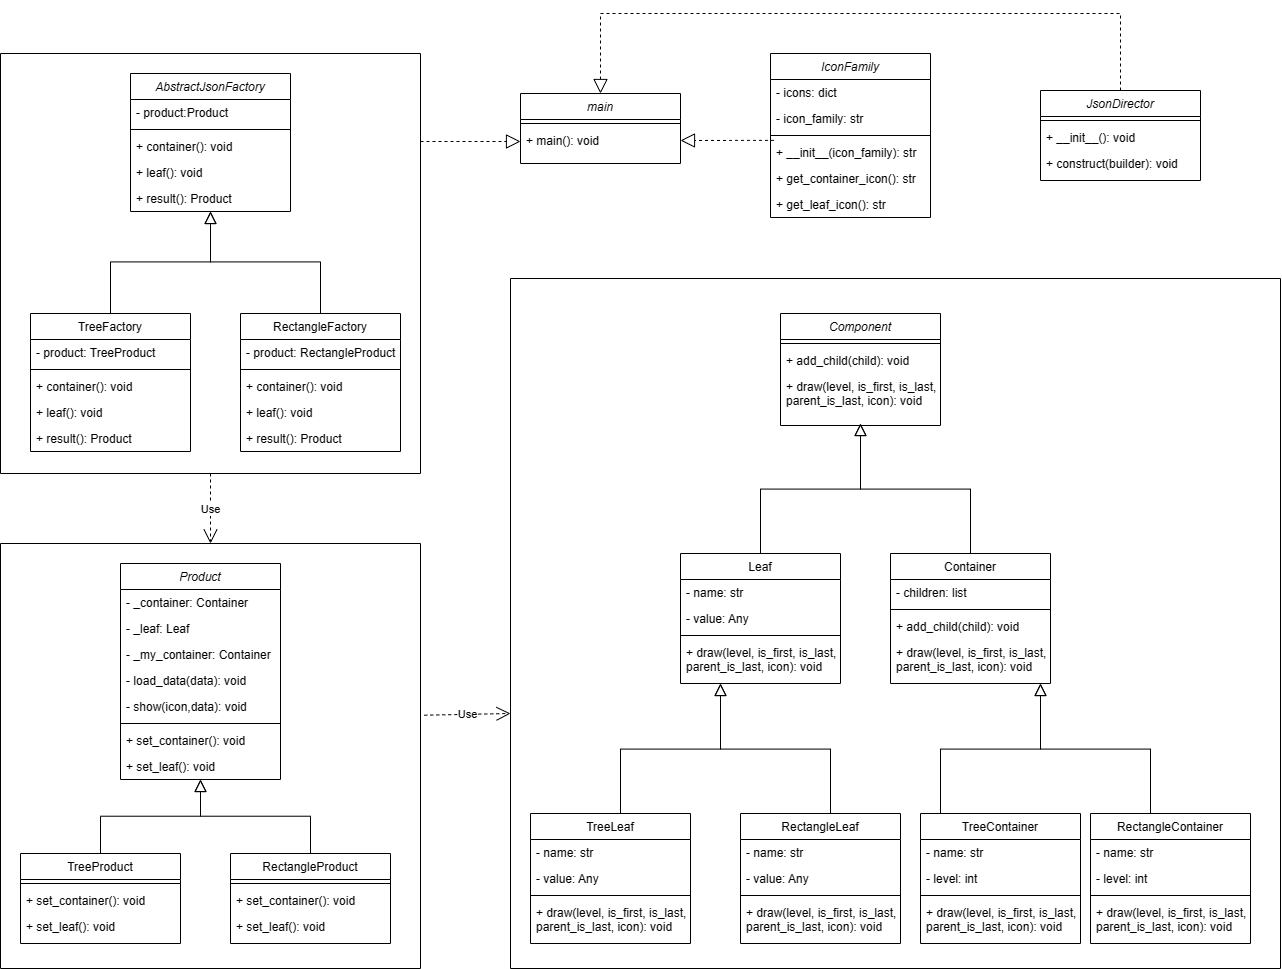 AbstractJsonFactory
- product:Product
+ container(): void
+ leaf(): void
+ result(): Product
main
+ main(): void
IconFamily
- icons: dict
- icon_family: str
+ __init__(icon_family): str
+ get_container_icon(): str
+ get_leaf_icon(): str
JsonDirector
+ __init__(): void
+ construct(builder): void
TreeFactory
- product: TreeProduct
+ container(): void
+ leaf(): void
+ result(): Product
RectangleFactory
- product: RectangleProduct
+ container(): void
+ leaf(): void
+ result(): Product
Use
Product
- _container: Container
- _leaf: Leaf
- _my_container: Container
- load_data(data): void
- show(icon,data): void
+ set_container(): void
+ set_leaf(): void
TreeProduct
+ set_container(): void
+ set_leaf(): void
RectangleProduct
+ set_container(): void
+ set_leaf(): void
Use
Component
+ add_child(child): void
+ draw(level, is_first, is_last,
parent_is_last, icon): void
Leaf
- name: str
- value: Any
+ draw(level, is_first, is_last,
parent_is_last, icon): void
Container
- children: list
+ add_child(child): void
+ draw(level, is_first, is_last,
parent_is_last, icon): void
TreeLeaf
- name: str
- value: Any
+ draw(level, is_first, is_last,
parent_is_last, icon): void
RectangleLeaf
- name: str
- value: Any
+ draw(level, is_first, is_last,
parent_is_last, icon): void
TreeContainer
- name: str
- level: int
+ draw(level, is_first, is_last,
parent_is_last, icon): void
RectangleContainer
- name: str
- level: int
+ draw(level, is_first, is_last,
parent_is_last, icon): void